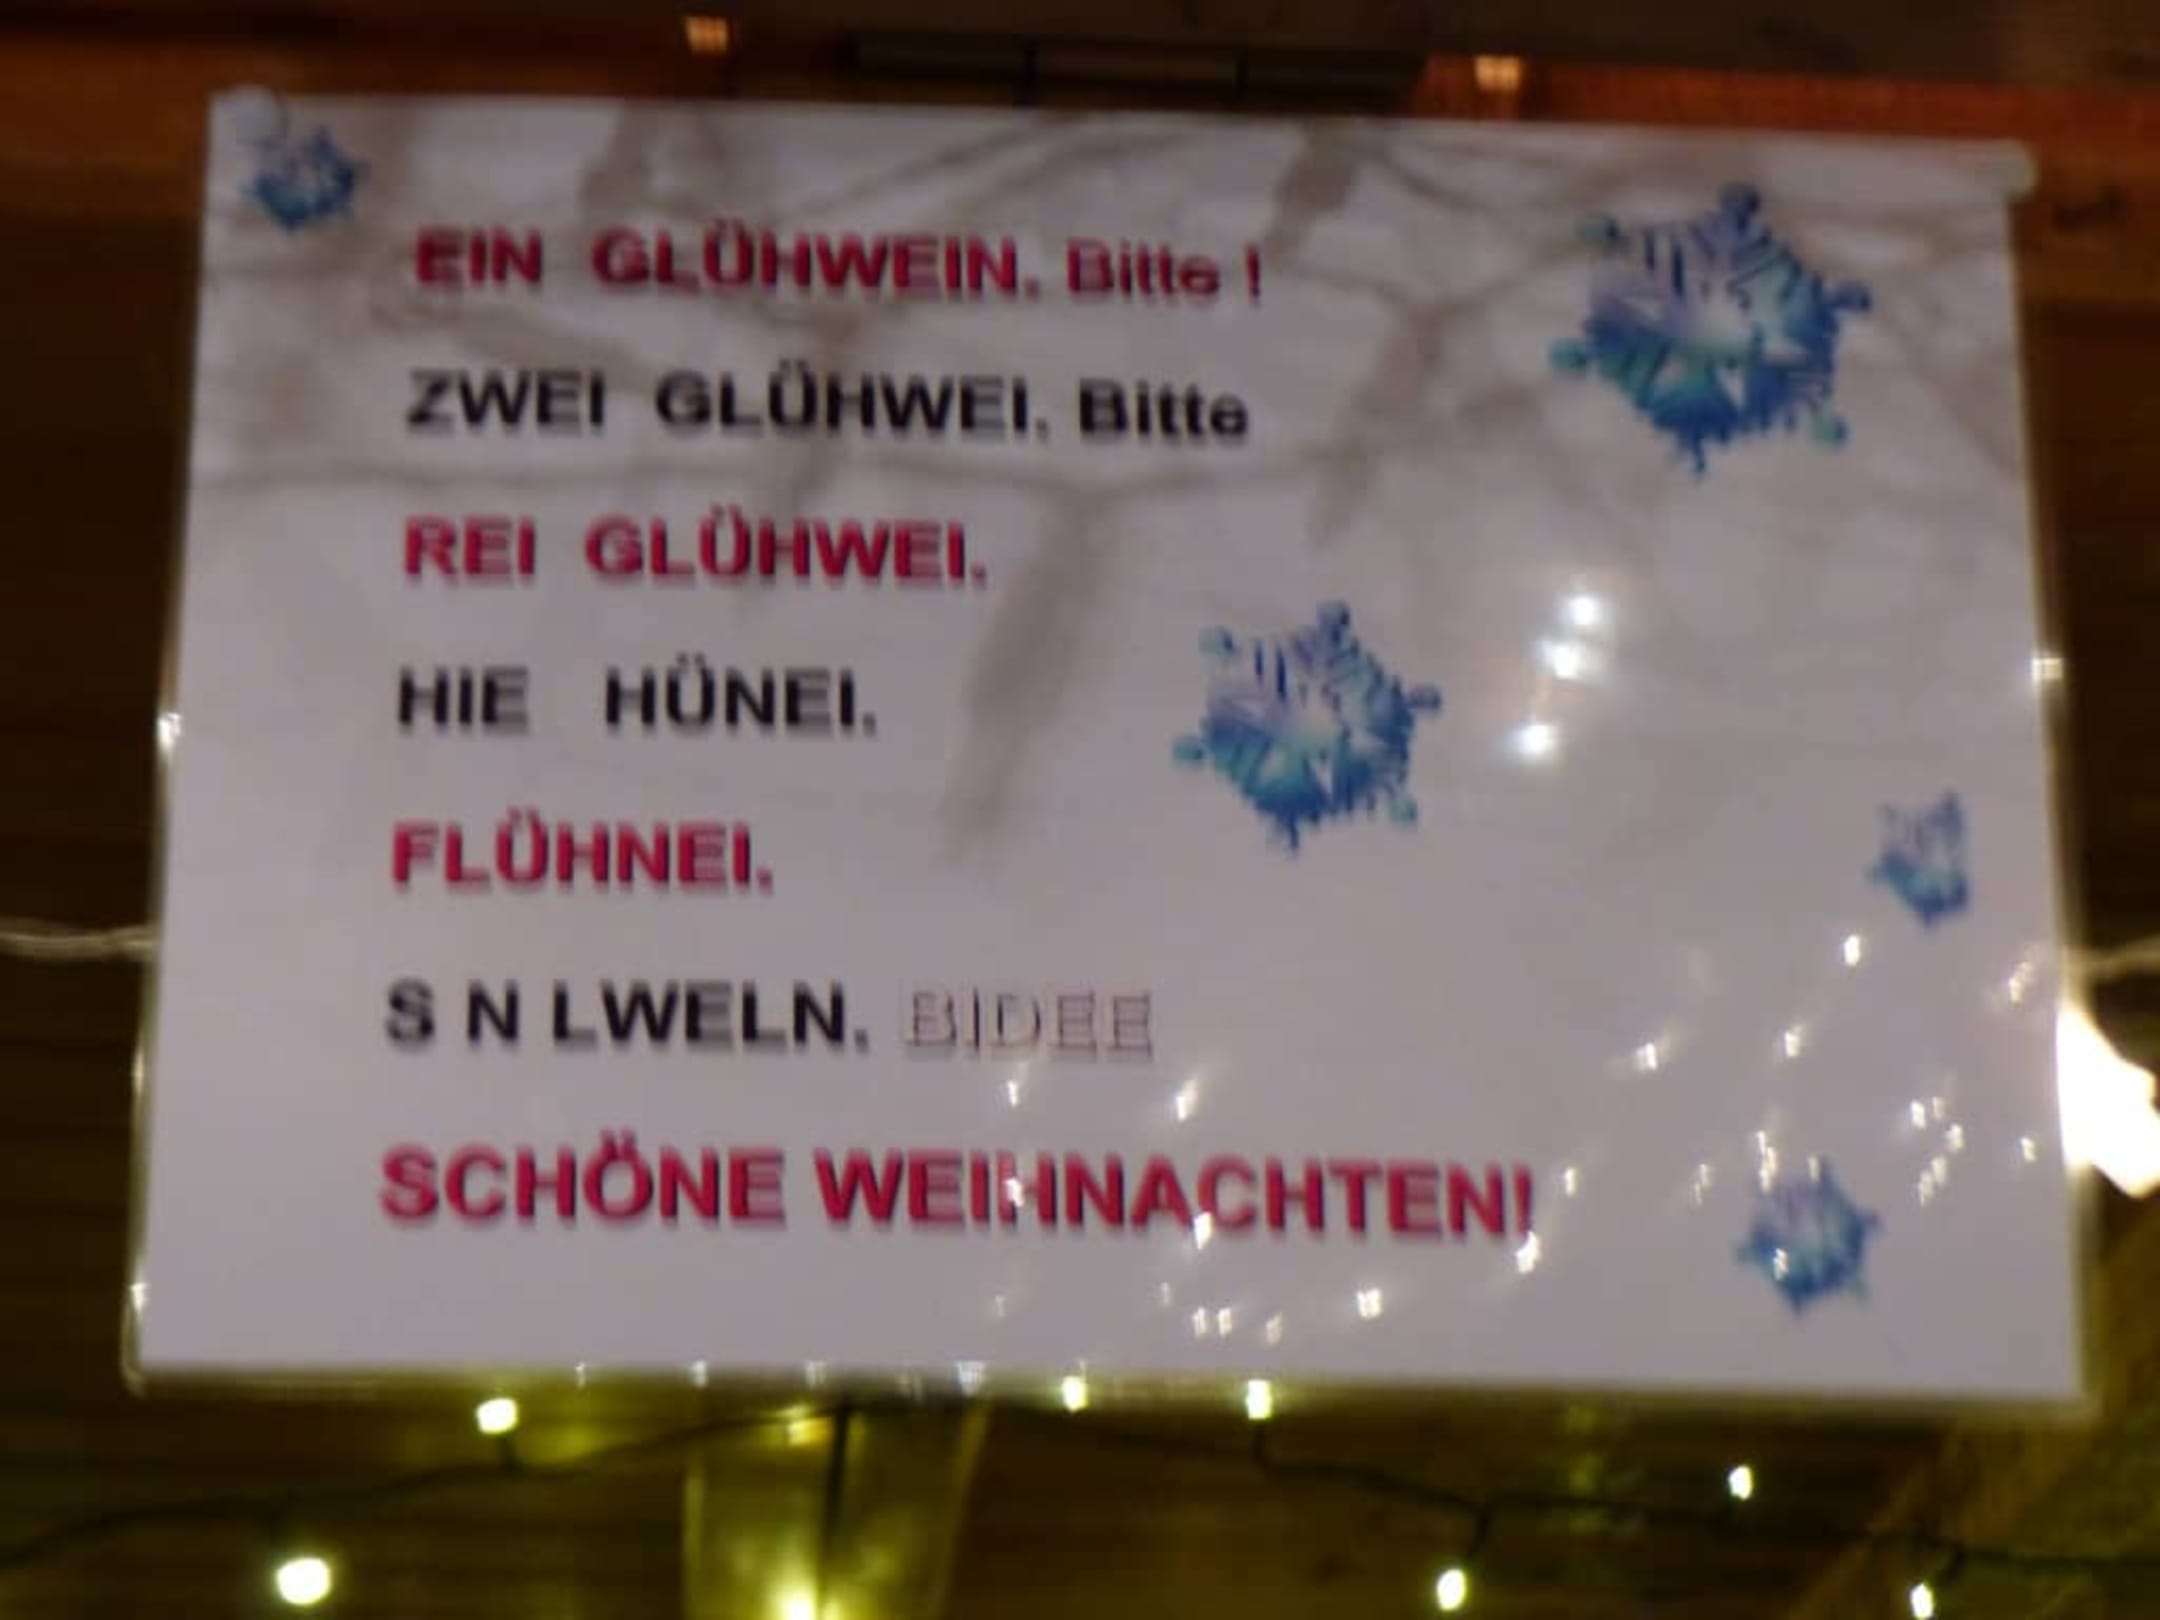 EIN GLÜHWEIN. Bitte !
ZWEI GLÜHWEI. Bitte
REI GLÜHWEI.
HIE HÜNEI.
FLÜHNEI.
S N LWELN. BIDEE
SCHÖNE WEIHNACHTEN!